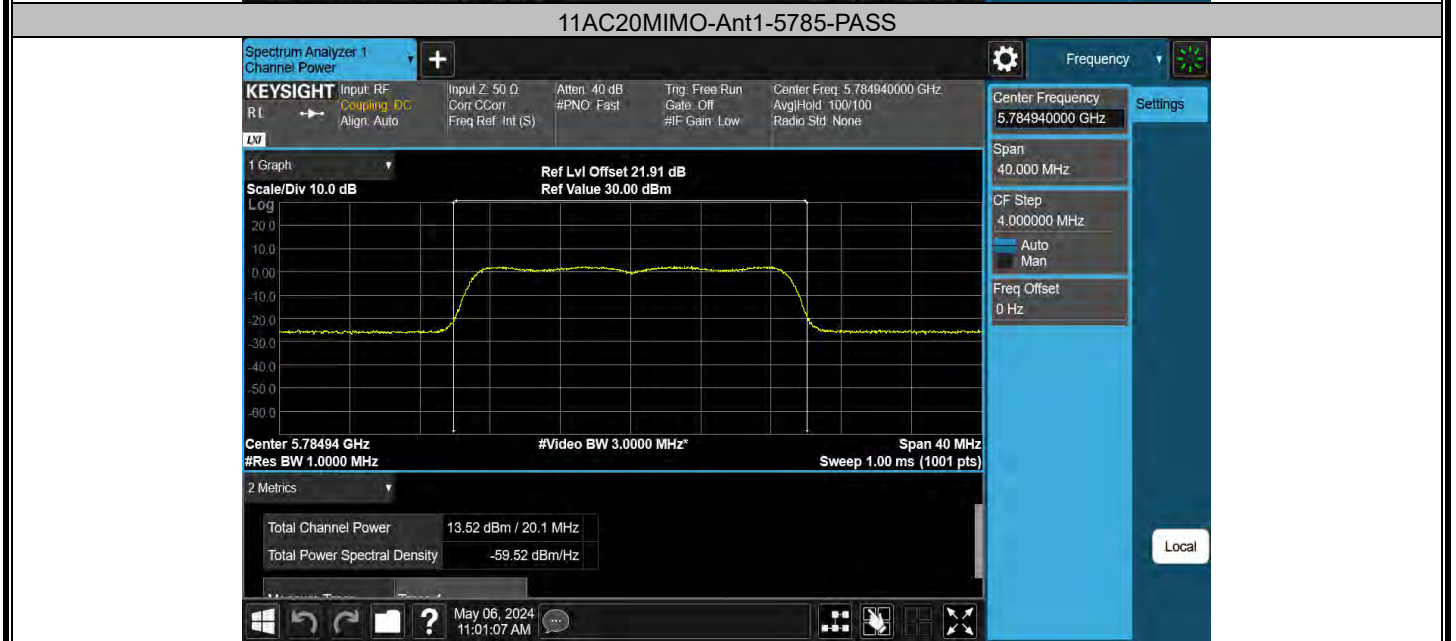 11AC20MIMO-Ant1-5785-PASS
Spectrum Analyzer 1
Channel Power
+
Frequency
KEYSIGHT
RL
LXI
Input: RF
Coupling: DC
Align: Auto
Input Z: 50 Ω
Corr CCorr
Freq Ref: Int (S)
Atten: 40 dB
#PNO: Fast
Trig: Free Run
Gate: Off
#IF Gain: Low
Center Freq: 5.784940000 GHz
Avg|Hold: 100/100
Radio Std: None
Center Frequency
5.784940000 GHz
Settings
Span
40.000 MHz
CF Step
4.000000 MHz
Auto
Man
Freq Offset
0 Hz
1 Graph
Scale/Div 10.0 dB
Ref Lvl Offset 21.91 dB
Ref Value 30.00 dBm
Log
20.0
10.0
0.00
-10.0
-20.0
-30.0
-40.0
-50.0
-60.0
Center 5.78494 GHz
#Video BW 3.0000 MHz*
Span 40 MHz
#Res BW 1.0000 MHz
Sweep 1.00 ms (1001 pts)
2 Metrics
Total Channel Power 13.52 dBm / 20.1 MHz
Total Power Spectral Density -59.52 dBm/Hz
Local
?
May 06, 2024
11:01:07 AM